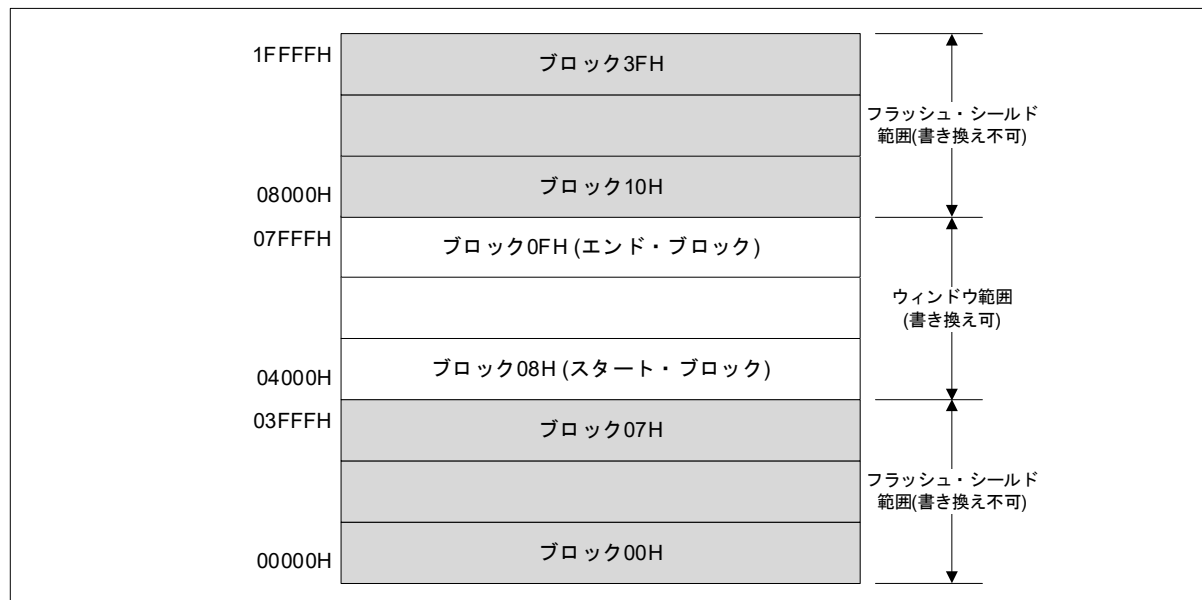 1FFFFH
ブロック3FH
フラッシュ・シールド
範囲(書き換え不可)
08000H
ブロック10H
07FFFH
ブロック0FH (エンド・ブロック)
ウィンドウ範囲
(書き換え可)
04000H
ブロック08H (スタート・ブロック)
03FFFH
ブロック07H
フラッシュ・シールド
範囲(書き換え不可)
00000H
ブロック00H